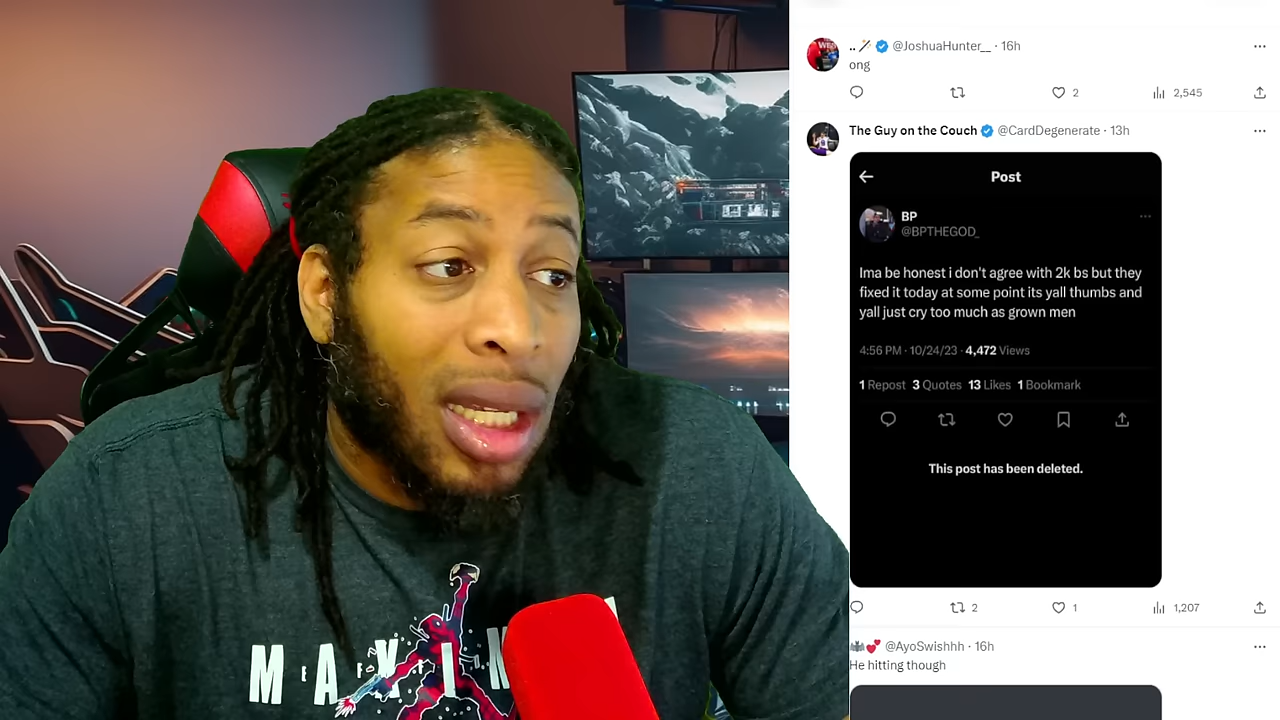 .. @JoshuaHunter__ · 16h
ong
2
2,545
The Guy on the Couch @CardDegenerate · 13h
Post
BP
@BPTHEGOD_
Ima be honest i don't agree with 2k bs but they
fixed it today at some point its yall thumbs and
yall just cry too much as grown men
4:56 PM · 10/24/23 · 4,472 Views
1 Repost 3 Quotes 13 Likes 1 Bookmark
This post has been deleted.
2
1
1,207
@AyoSwishhh · 16h
He hitting though